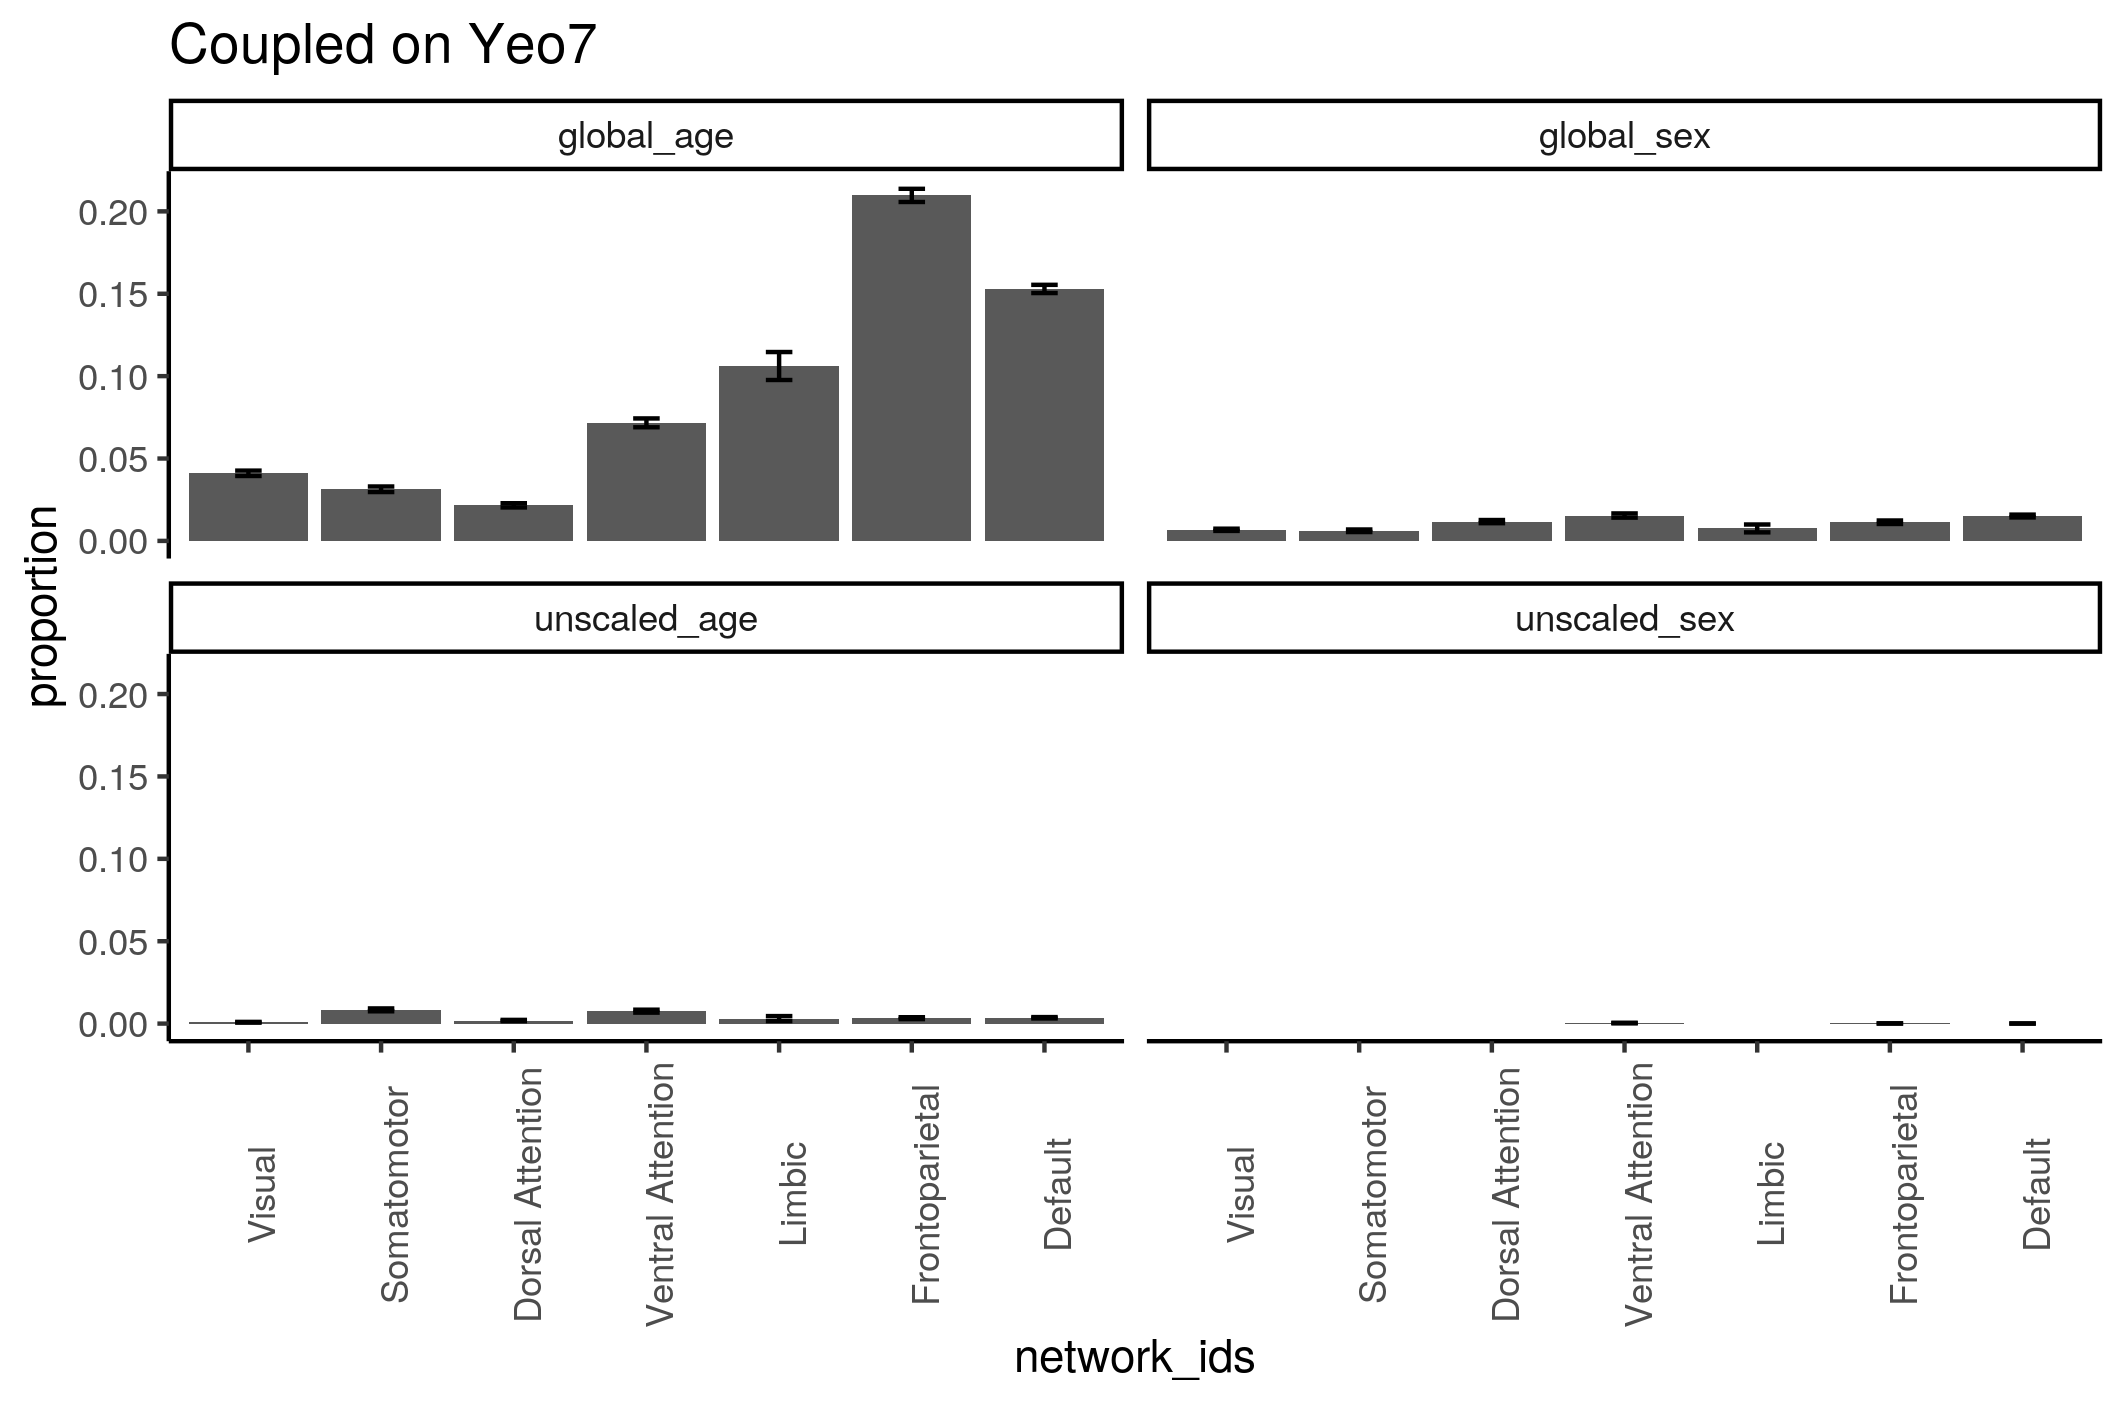 Coupled on Yeo7
global_age
global_sex
0.20
0.15
0.10
0.05
0.00
unscaled_age
unscaled_sex
0.20
0.15
0.10
0.05
0.00
proportion
Visual
Somatomotor
Dorsal Attention
Ventral Attention
Limbic
Frontoparietal
Default
Visual
Somatomotor
Dorsal Attention
Ventral Attention
Limbic
Frontoparietal
Default
network_ids